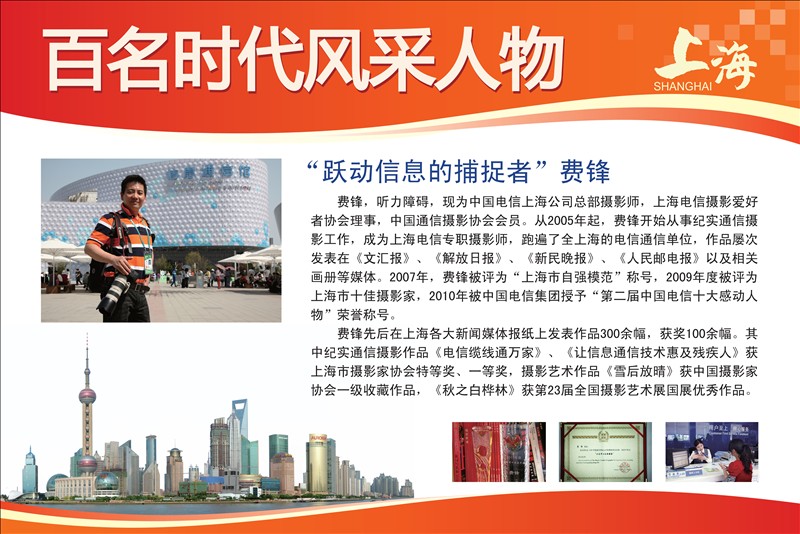 百名时代风采人物
上海
SHANGHAI
“跃动信息的捕捉者”费锋
费锋，听力障碍，现为中国电信上海公司总部摄影师，上海电信摄影爱好
者协会理事，中国通信摄影协会会员。从2005年起，费锋开始从事纪实通信摄
影工作，成为上海电信专职摄影师，跑遍了全上海的电信通信单位，作品屡次
发表在《文汇报》、《解放日报》、《新民晚报》、《人民邮电报》以及相关
画册等媒体。2007年，费锋被评为“上海市自强模范”称号，2009年度被评为
上海市十佳摄影家，2010年被中国电信集团授予“第二届中国电信十大感动人
物”荣誉称号。
费锋先后在上海各大新闻媒体报纸上发表作品300余幅，获奖100余幅。其
中纪实通信摄影作品《电信缆线通万家》、《让信息通信技术惠及残疾人》获
上海市摄影家协会特等奖、一等奖，摄影艺术作品《雪后放晴》获中国摄影家
协会一级收藏作品，《秋之白桦林》获第23届全国摄影艺术展国展优秀作品。